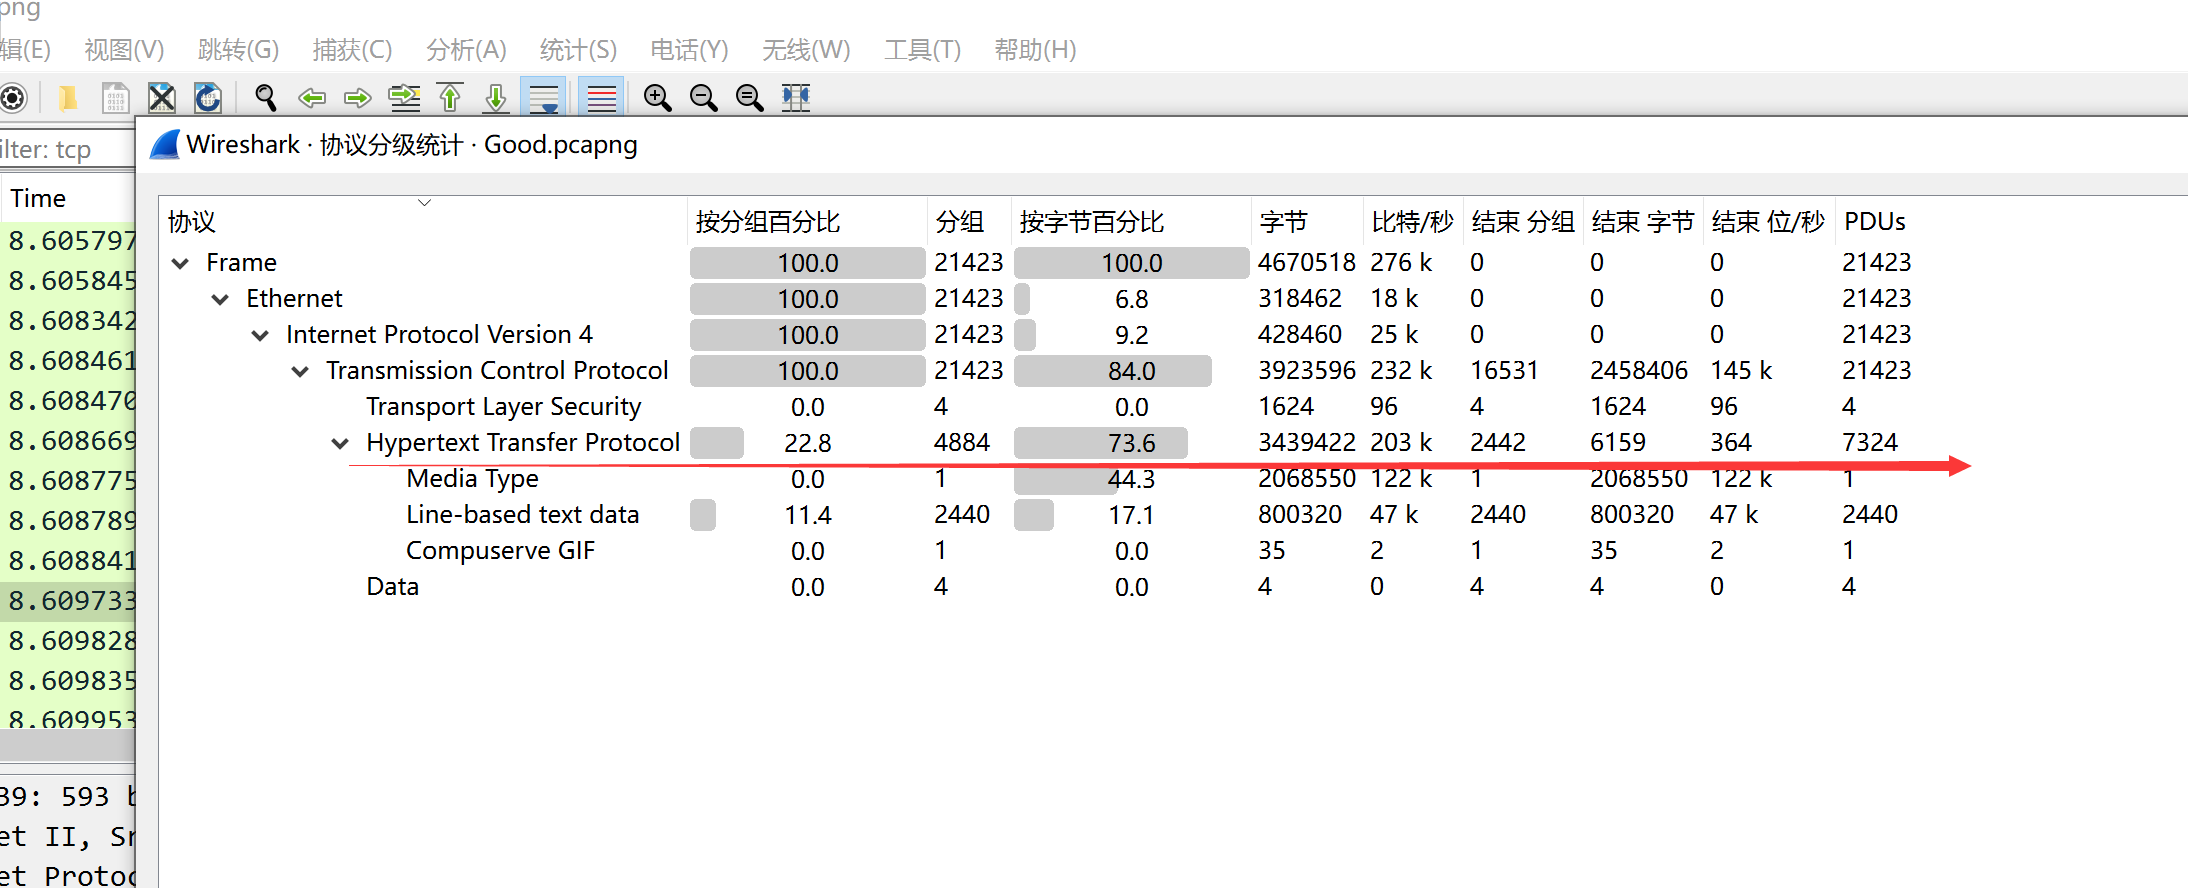 png
辑(E) 视图(V) 跳转(G) 捕获(C) 分析(A) 统计(S) 电话(Y) 无线(W) 工具(T) 帮助(H)
ilter: tcp
Wireshark · 协议分级统计 · Good.pcapng
Time
8.605797
8.605845
8.608342
8.608461
8.608470
8.608669
8.608775
8.608789
8.608841
8.609733
8.609828
8.609835
8.609953
协议 按分组百分比 分组 按字节百分比 字节 比特/秒 结束 分组 结束 字节 结束 位/秒 PDUs
Frame 100.0 21423 100.0 4670518 276 k 0 0 0 21423
Ethernet 100.0 21423 6.8 318462 18 k 0 0 0 21423
Internet Protocol Version 4 100.0 21423 9.2 428460 25 k 0 0 0 21423
Transmission Control Protocol 100.0 21423 84.0 3923596 232 k 16531 2458406 145 k 21423
Transport Layer Security 0.0 4 0.0 1624 96 4 1624 96 4
Hypertext Transfer Protocol 22.8 4884 73.6 3439422 203 k 2442 6159 364 7324
Media Type 0.0 1 44.3 2068550 122 k 1 2068550 122 k 1
Line-based text data 11.4 2440 17.1 800320 47 k 2440 800320 47 k 2440
Compuserve GIF 0.0 1 0.0 35 2 1 35 2 1
Data 0.0 4 0.0 4 0 4 4 0 4
39: 593 b
et II, Sr
et Protoc